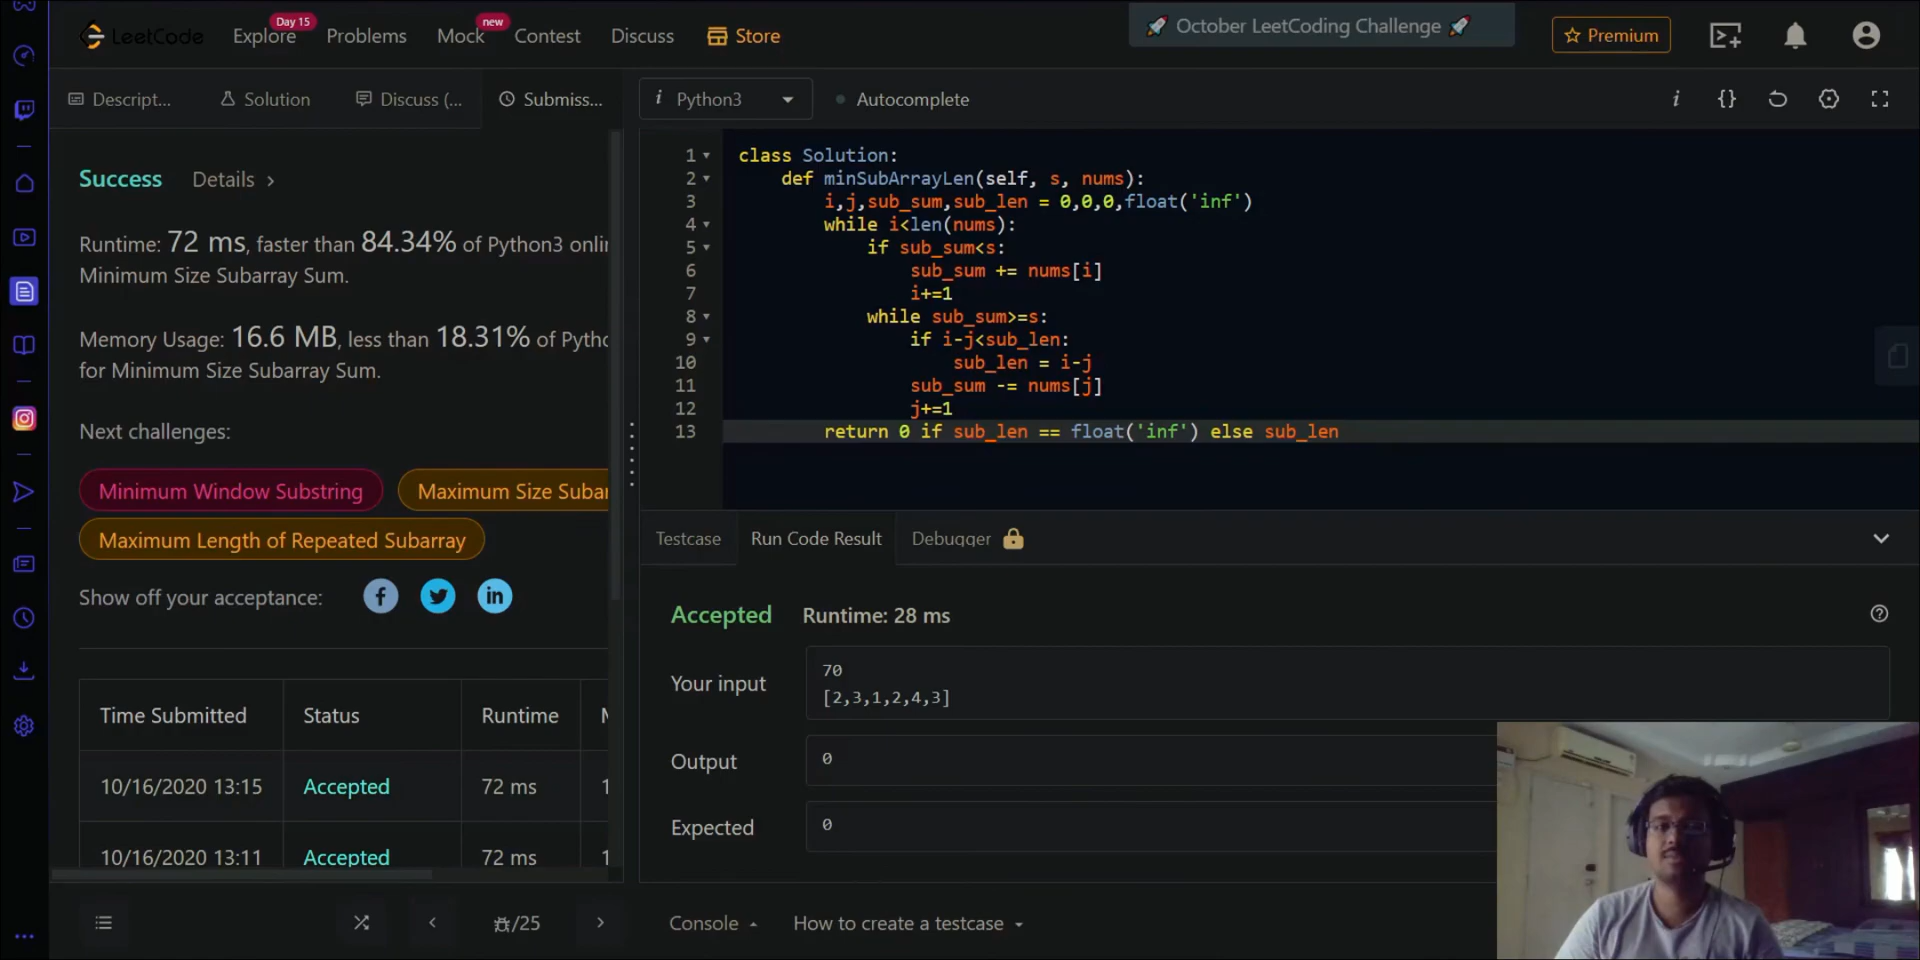 LeetCode
Explore
Day 15
Problems
Mock
new
Contest
Discuss
Store
🚀 October LeetCoding Challenge 🚀
Premium
Descript...
Solution
Discuss (...
Submiss...
i Python3
Autocomplete
i {}
Success Details >
Runtime: 72 ms, faster than 84.34% of Python3 onlin
Minimum Size Subarray Sum.
Memory Usage: 16.6 MB, less than 18.31% of Pytho
for Minimum Size Subarray Sum.
Next challenges:
Minimum Window Substring
Maximum Size Subar
Maximum Length of Repeated Subarray
Show off your acceptance:
Time Submitted Status Runtime M
10/16/2020 13:15 Accepted 72 ms 1
10/16/2020 13:11 Accepted 72 ms 1
/25
1 class Solution:
2 def minSubArrayLen(self, s, nums):
3 i,j,sub_sum,sub_len = 0,0,0,float('inf')
4 while i<len(nums):
5 if sub_sum<s:
6 sub_sum += nums[i]
7 i+=1
8 while sub_sum>=s:
9 if i-j<sub_len:
10 sub_len = i-j
11 sub_sum -= nums[j]
12 j+=1
13 return 0 if sub_len == float('inf') else sub_len
Testcase
Run Code Result
Debugger
Accepted Runtime: 28 ms
Your input
70
[2,3,1,2,4,3]
Output
0
Expected
0
Console
How to create a testcase